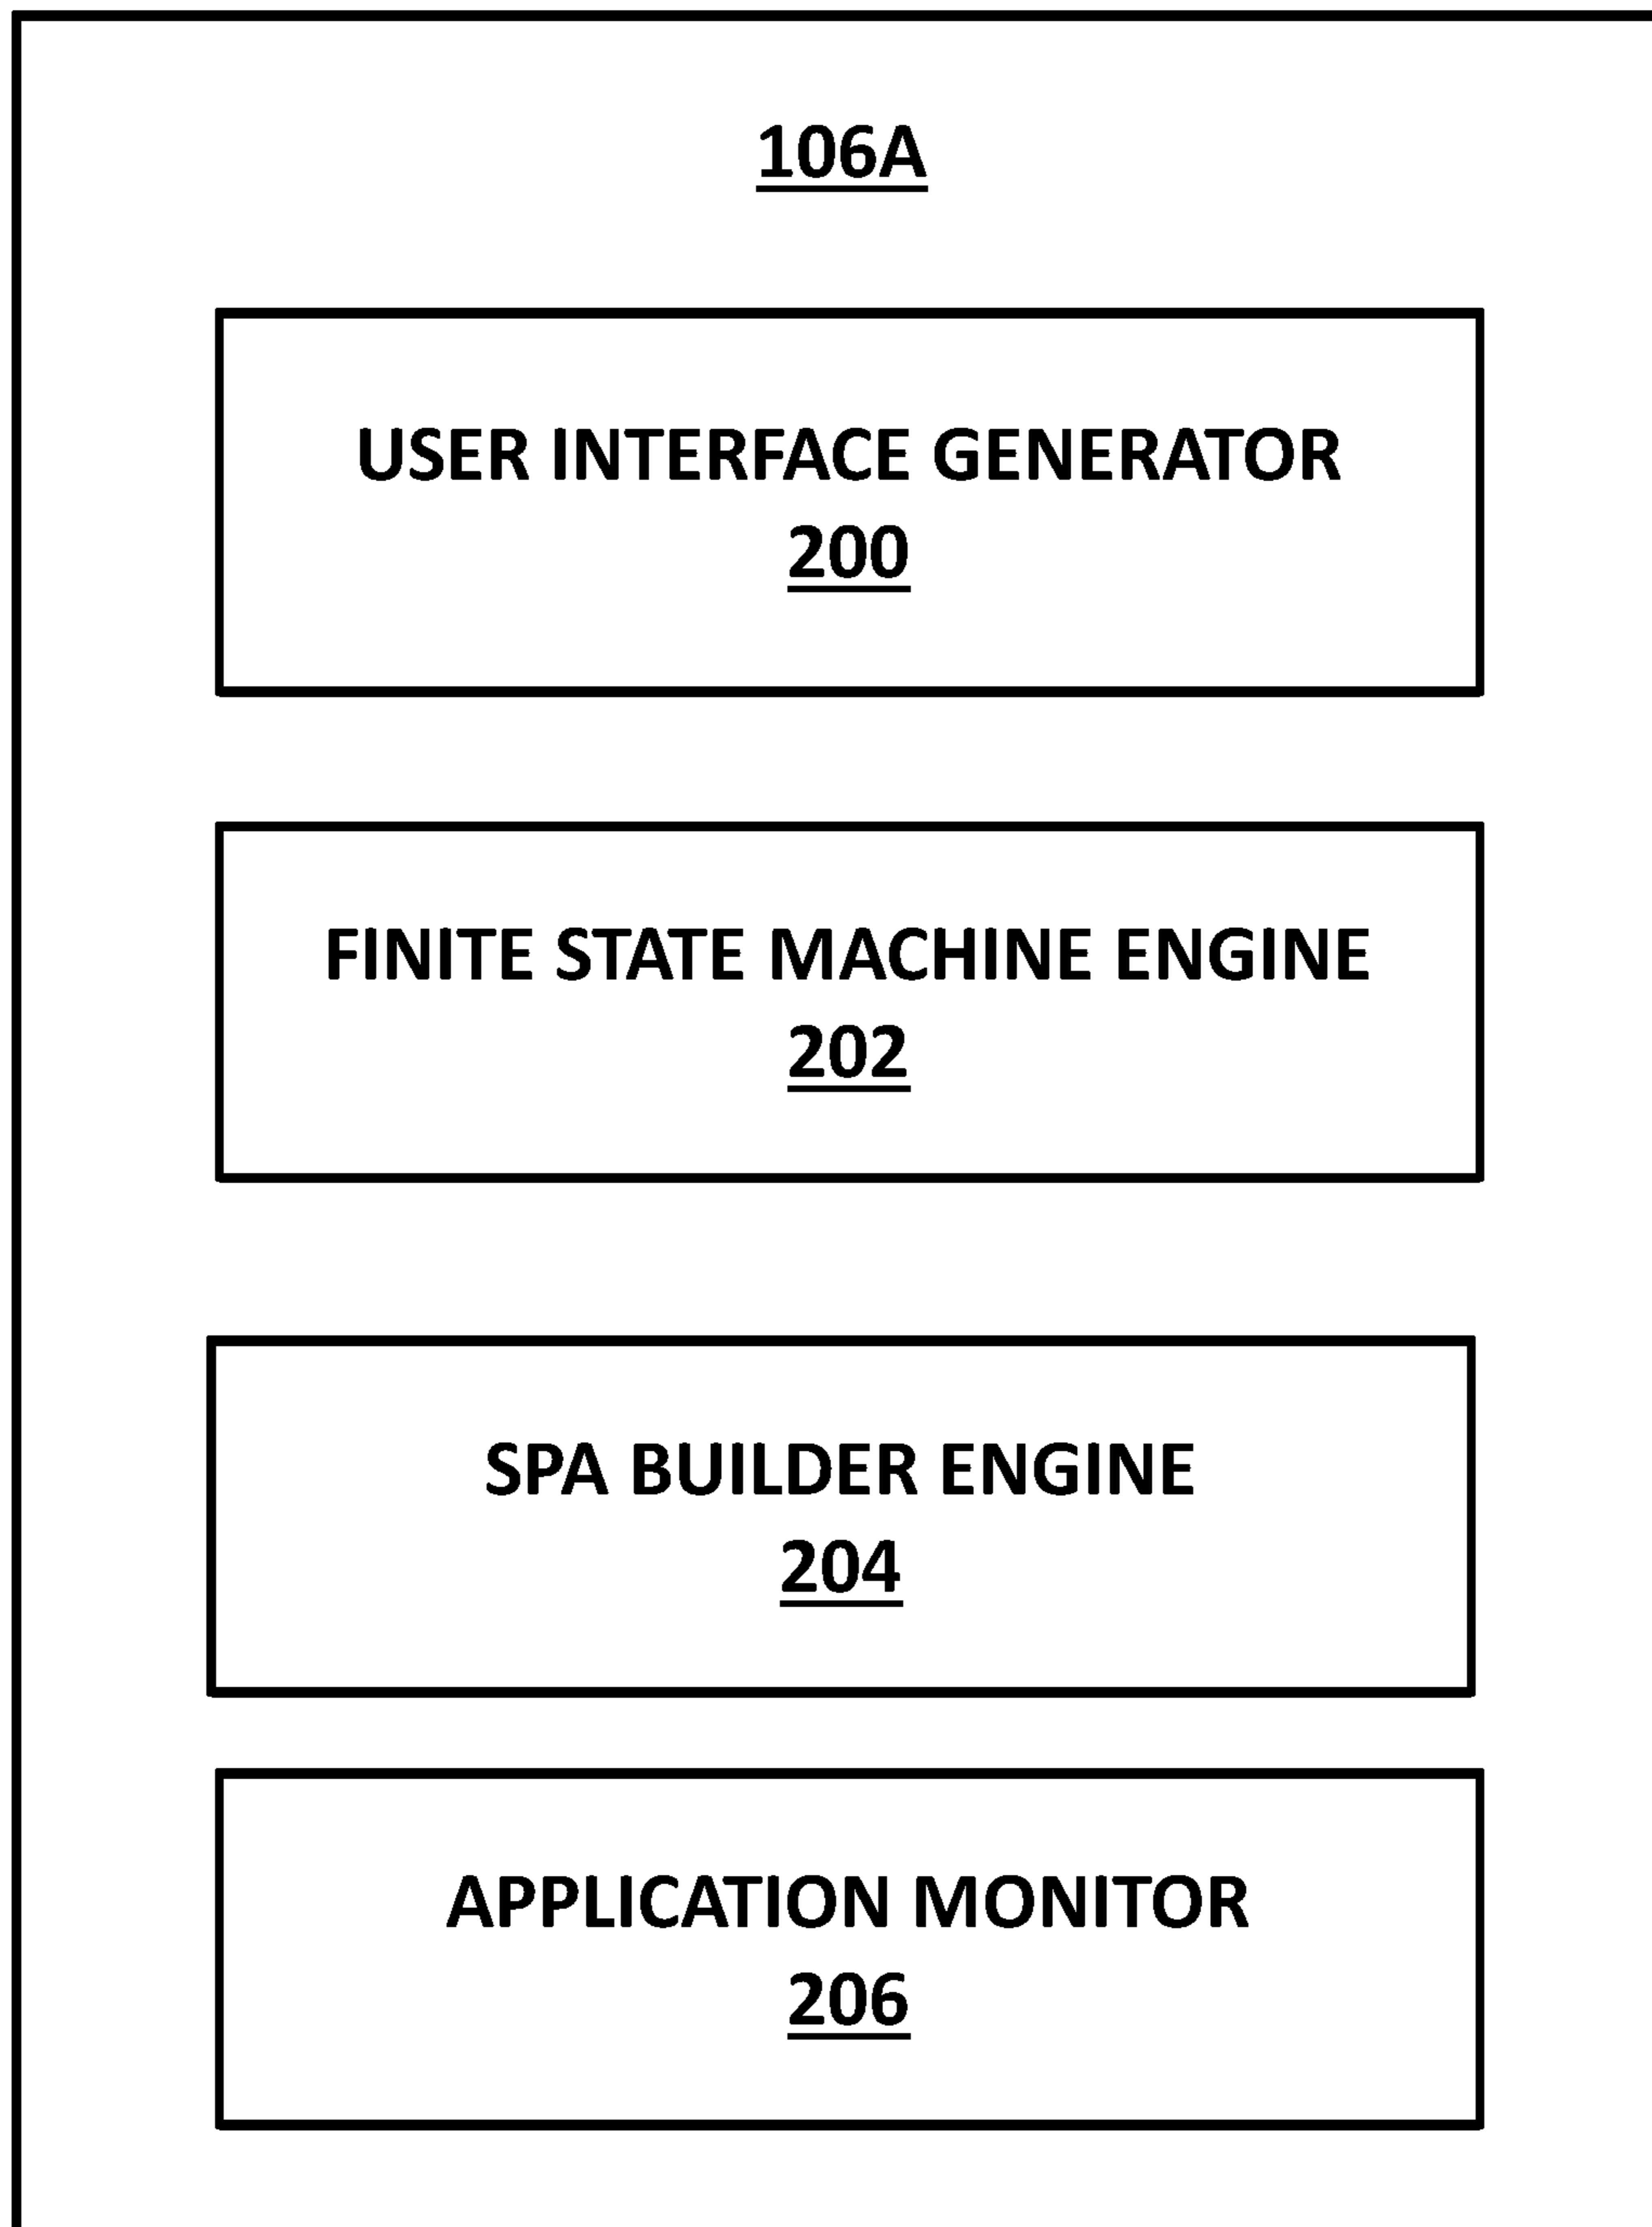 106A
USER INTERFACE GENERATOR
200
FINITE STATE MACHINE ENGINE
202
SPA BUILDER ENGINE
204
APPLICATION MONITOR
206